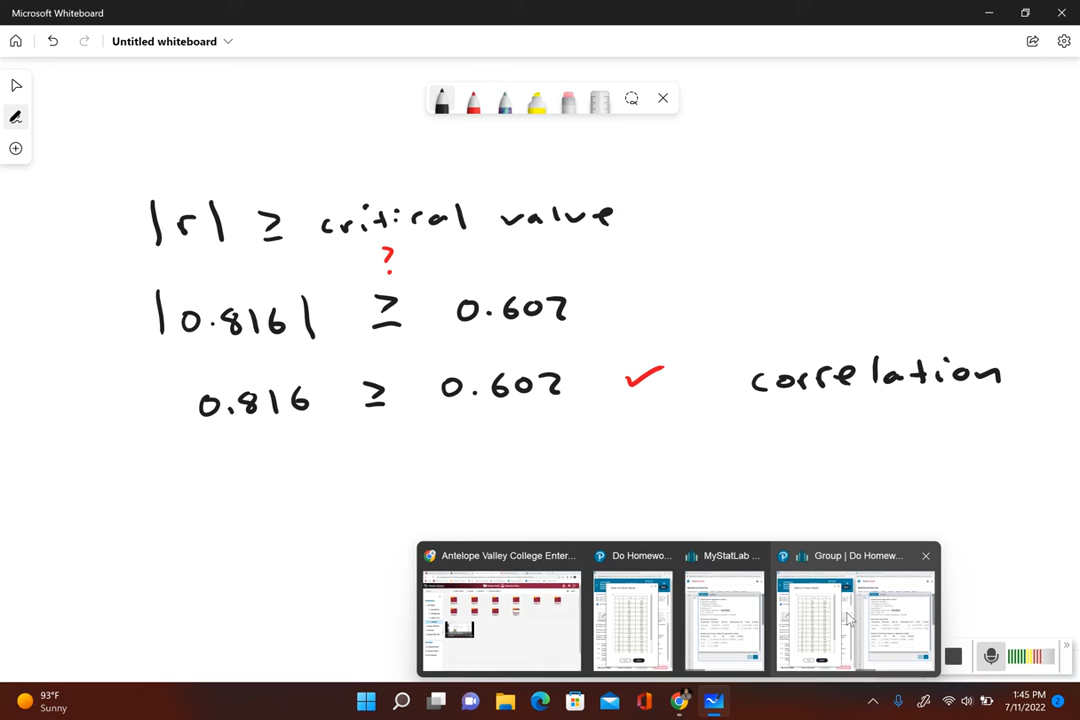 Microsoft Whiteboard
Untitled whiteboard
|r| ≥ critical value
?
|0.816| ≥ 0.602
0.816 ≥ 0.602 ✓ correlation
Antelope Valley College Enter... Do Homewo... MyStatLab ... Group | Do Homew...
93°F
Sunny
1:45 PM
7/11/2022
2